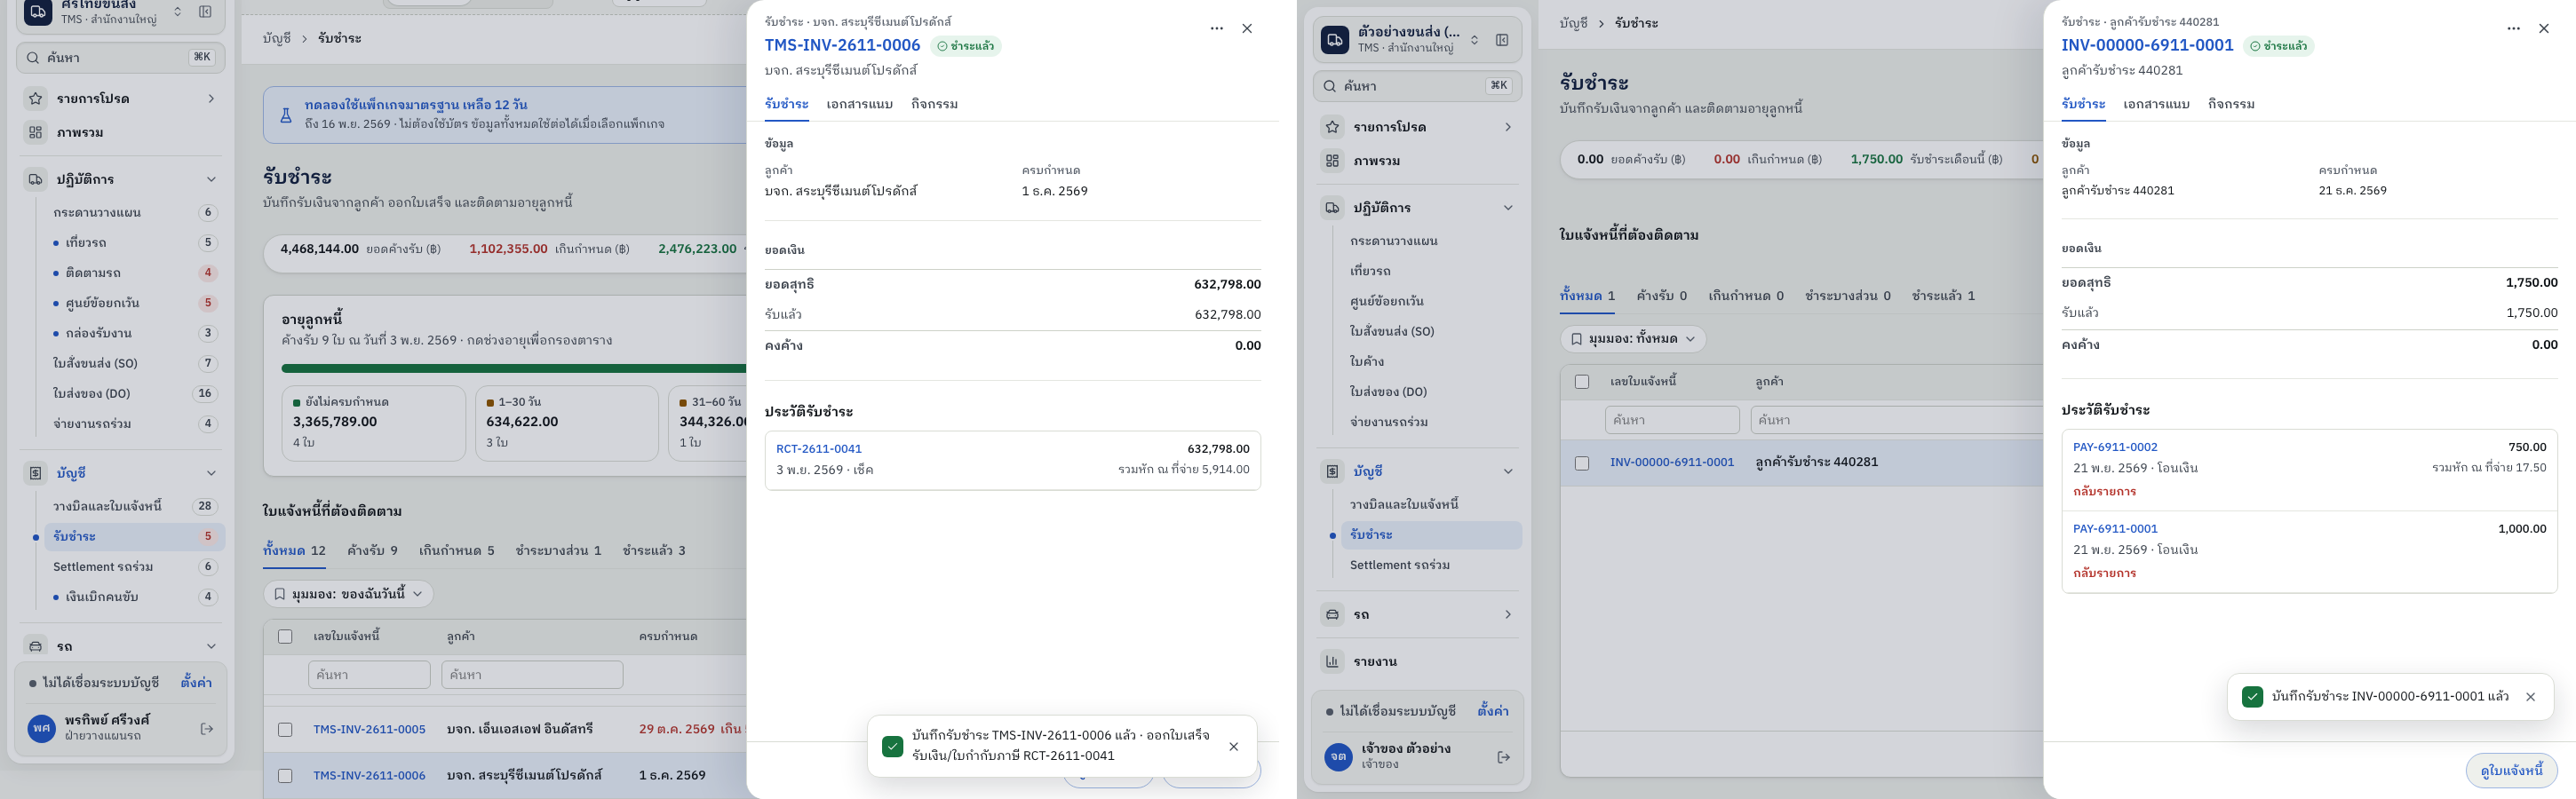 ศรีไทยขนส่ง
TMS · สำนักงานใหญ่
ค้นหา
⌘K
รายการโปรด
ภาพรวม
ปฏิบัติการ
กระดานวางแผน 6
เที่ยวรถ 5
ติดตามรถ 4
ศูนย์ข้อยกเว้น 5
กล่องรับงาน 3
ใบสั่งขนส่ง (SO) 7
ใบส่งของ (DO) 16
จ่ายงานรถร่วม 4
บัญชี
วางบิลและใบแจ้งหนี้ 28
รับชำระ 5
Settlement รถร่วม 6
เงินเบิกคนขับ 4
รถ
ไม่ได้เชื่อมระบบบัญชี ตั้งค่า
พศ
พรทิพย์ ศรีวงศ์
ฝ่ายวางแผนรถ
บัญชี > รับชำระ
ทดลองใช้แพ็กเกจมาตรฐาน เหลือ 12 วัน
ถึง 16 พ.ย. 2569 · ไม่ต้องใช้บัตร ข้อมูลทั้งหมดใช้ต่อได้เมื่อเลือกแพ็กเกจ
รับชำระ
บันทึกรับเงินจากลูกค้า ออกใบเสร็จ และติดตามอายุลูกหนี้
4,468,144.00 ยอดค้างรับ (฿) 1,102,355.00 เกินกำหนด (฿) 2,476,223.00
อายุลูกหนี้
ค้างรับ 9 ใบ ณ วันที่ 3 พ.ย. 2569 · กดช่วงอายุเพื่อกรองตาราง
ยังไม่ครบกำหนด
3,365,789.00
4 ใบ
1–30 วัน
634,622.00
3 ใบ
31–60 วัน
344,326.0
1 ใบ
ใบแจ้งหนี้ที่ต้องติดตาม
ทั้งหมด 12 ค้างรับ 9 เกินกำหนด 5 ชำระบางส่วน 1 ชำระแล้ว 3
มุมมอง: ของฉันวันนี้
เลขใบแจ้งหนี้ ลูกค้า ครบกำหนด
ค้นหา ค้นหา
TMS-INV-2611-0005 บจก. เอ็นเอสเอฟ อินดัสทรี 29 ต.ค. 2569 เกิน
TMS-INV-2611-0006 บจก. สระบุรีซีเมนต์โปรดักส์ 1 ธ.ค. 2569
รับชำระ · บจก. สระบุรีซีเมนต์โปรดักส์
TMS-INV-2611-0006 ชำระแล้ว
บจก. สระบุรีซีเมนต์โปรดักส์
รับชำระ เอกสารแนบ กิจกรรม
ข้อมูล
ลูกค้า ครบกำหนด
บจก. สระบุรีซีเมนต์โปรดักส์ 1 ธ.ค. 2569
ยอดเงิน
ยอดสุทธิ 632,798.00
รับแล้ว 632,798.00
คงค้าง 0.00
ประวัติรับชำระ
RCT-2611-0041 632,798.00
3 พ.ย. 2569 · เช็ค รวมหัก ณ ที่จ่าย 5,914.00
บันทึกรับชำระ TMS-INV-2611-0006 แล้ว · ออกใบเสร็จ
รับเงิน/ใบกำกับภาษี RCT-2611-0041
ตัวอย่างขนส่ง (...
TMS · สำนักงานใหญ่
ค้นหา
⌘K
รายการโปรด
ภาพรวม
ปฏิบัติการ
กระดานวางแผน
เที่ยวรถ
ศูนย์ข้อยกเว้น
ใบสั่งขนส่ง (SO)
ใบค้าง
ใบส่งของ (DO)
จ่ายงานรถร่วม
บัญชี
วางบิลและใบแจ้งหนี้
รับชำระ
Settlement รถร่วม
รถ
รายงาน
ไม่ได้เชื่อมระบบบัญชี ตั้งค่า
จต
เจ้าของ ตัวอย่าง
เจ้าของ
บัญชี > รับชำระ
รับชำระ
บันทึกรับเงินจากลูกค้า และติดตามอายุลูกหนี้
0.00 ยอดค้างรับ (฿) 0.00 เกินกำหนด (฿) 1,750.00 รับชำระเดือนนี้ (฿) 0
ใบแจ้งหนี้ที่ต้องติดตาม
ทั้งหมด 1 ค้างรับ 0 เกินกำหนด 0 ชำระบางส่วน 0 ชำระแล้ว 1
มุมมอง: ทั้งหมด
เลขใบแจ้งหนี้ ลูกค้า
ค้นหา ค้นหา
INV-00000-6911-0001 ลูกค้ารับชำระ 440281
รับชำระ · ลูกค้ารับชำระ 440281
INV-00000-6911-0001 ชำระแล้ว
ลูกค้ารับชำระ 440281
รับชำระ เอกสารแนบ กิจกรรม
ข้อมูล
ลูกค้า ครบกำหนด
ลูกค้ารับชำระ 440281 21 ธ.ค. 2569
ยอดเงิน
ยอดสุทธิ 1,750.00
รับแล้ว 1,750.00
คงค้าง 0.00
ประวัติรับชำระ
PAY-6911-0002 750.00
21 พ.ย. 2569 · โอนเงิน รวมหัก ณ ที่จ่าย 17.50
กลับรายการ
PAY-6911-0001 1,000.00
21 พ.ย. 2569 · โอนเงิน
กลับรายการ
บันทึกรับชำระ INV-00000-6911-0001 แล้ว
ดูใบแจ้งหนี้